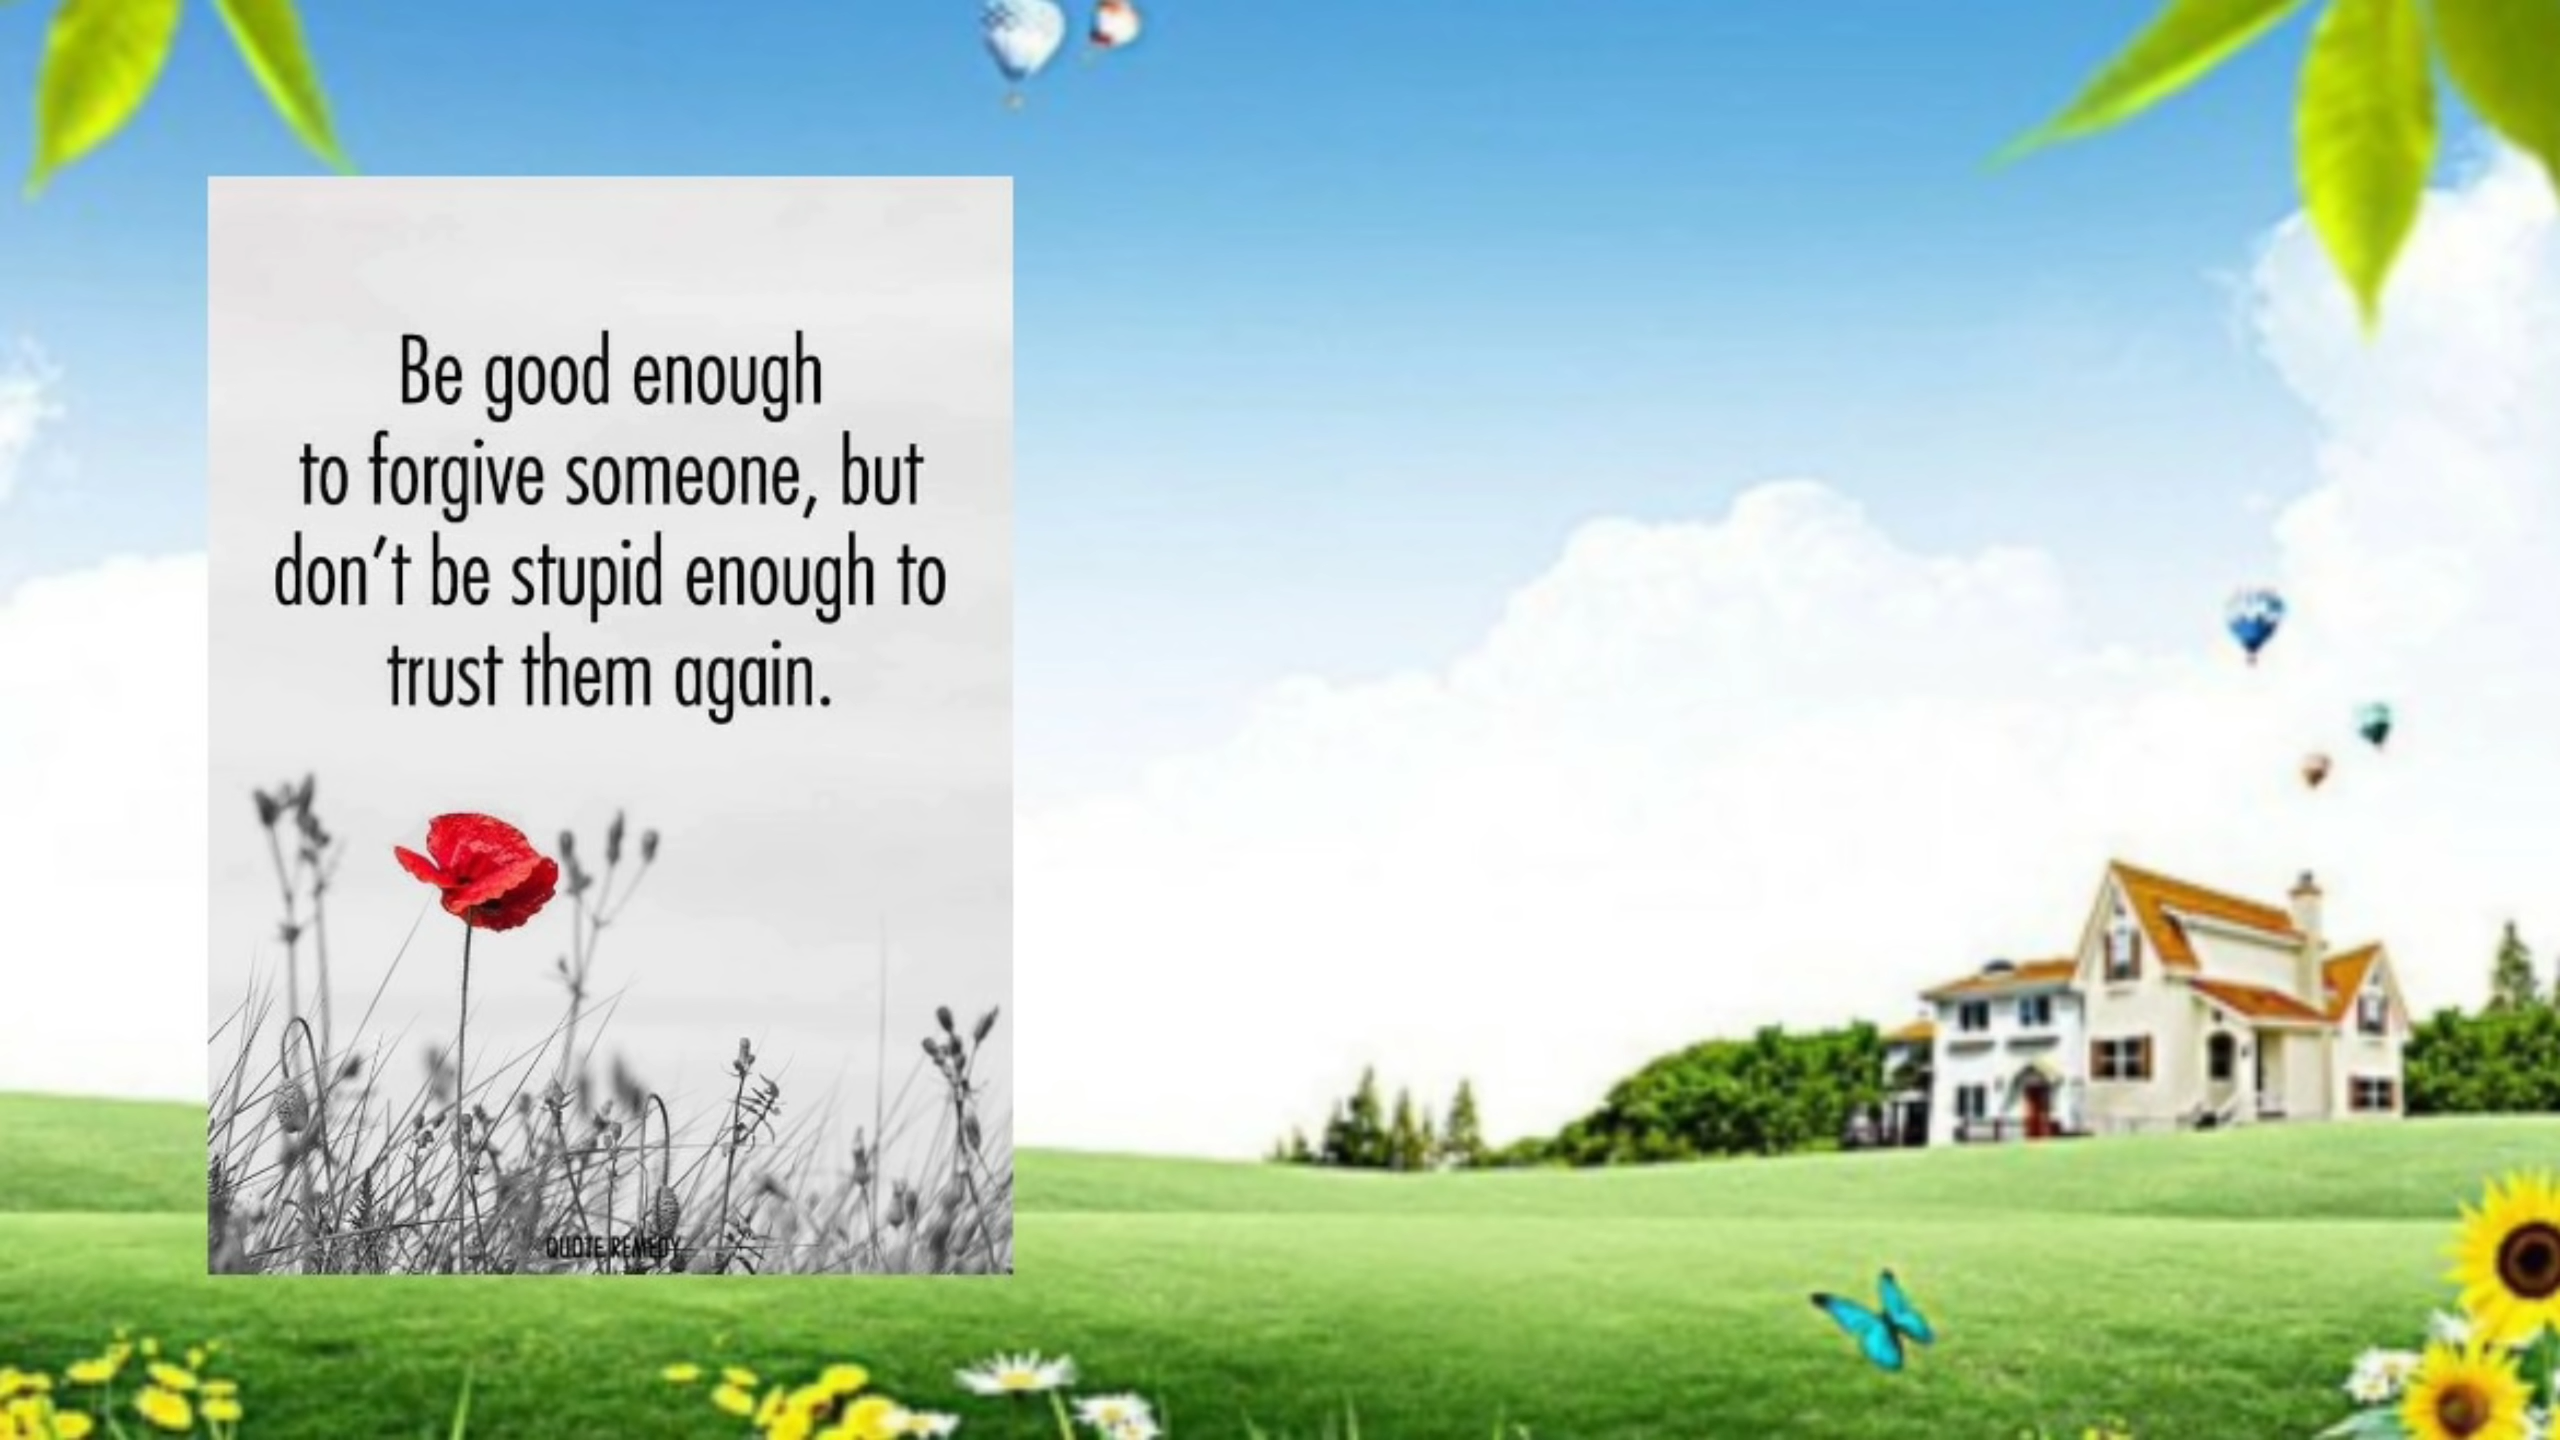 Be good enough
to forgive someone, but
don't be stupid enough to
trust them again.
QUOTE REMEDY